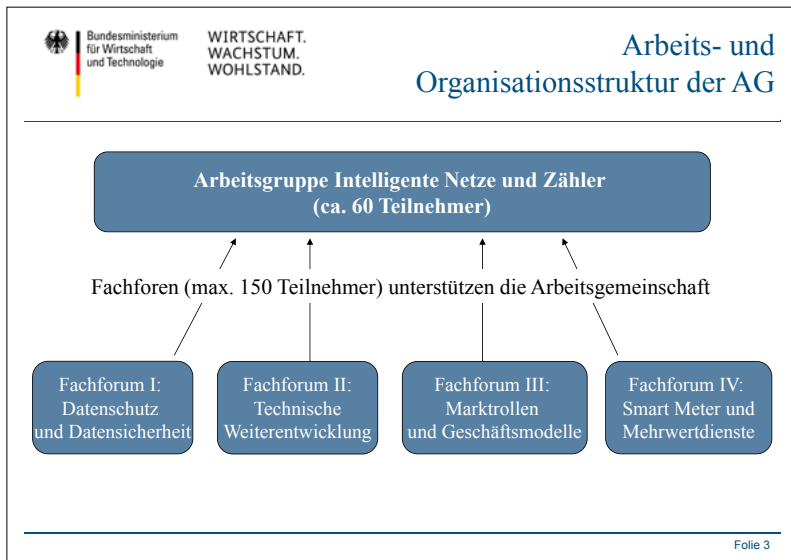 Bundesministerium
für Wirtschaft
und Technologie
WIRTSCHAFT.
WACHSTUM.
WOHLSTAND.
Arbeits- und
Organisationsstruktur der AG
Arbeitsgruppe Intelligente Netze und Zähler
(ca. 60 Teilnehmer)
Fachforen (max. 150 Teilnehmer) unterstützen die Arbeitsgemeinschaft
Fachforum I:
Datenschutz
und Datensicherheit
Fachforum II:
Technische
Weiterentwicklung
Fachforum III:
Marktrollen
und Geschäftsmodelle
Fachforum IV:
Smart Meter und
Mehrwertdienste
Folie 3